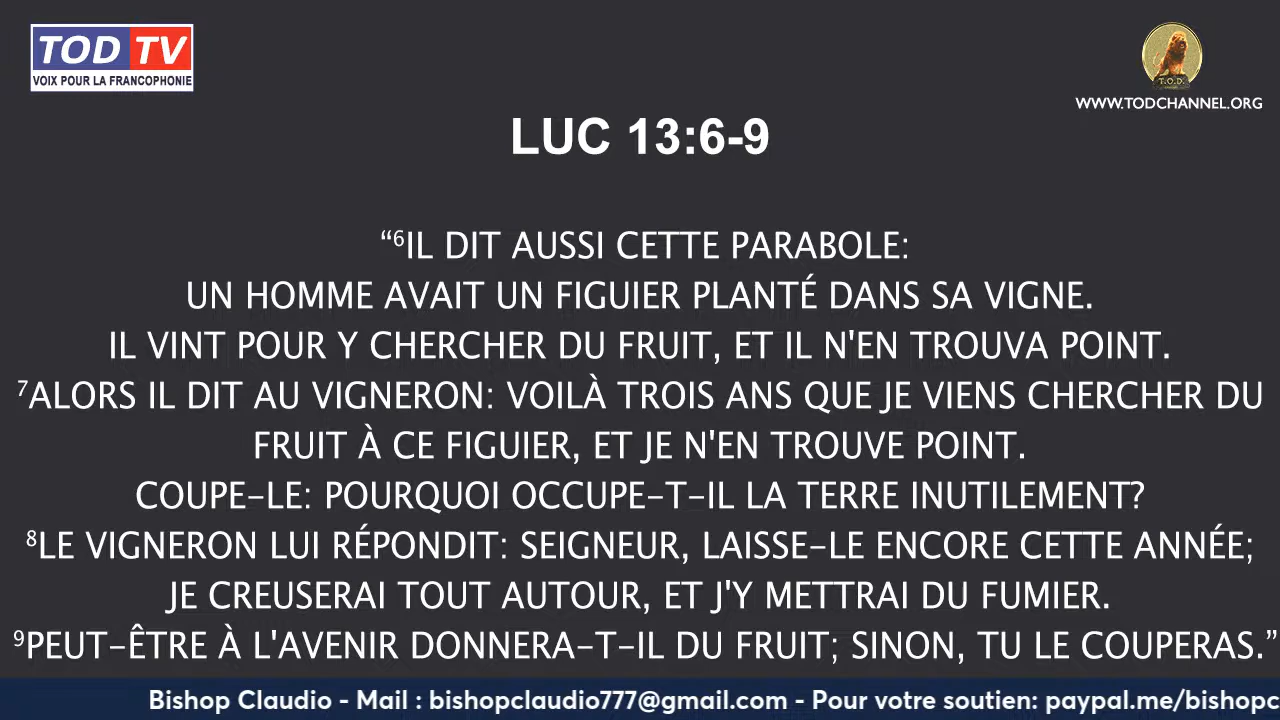 TOD TV
VOIX POUR LA FRANCOPHONIE
T.O.D.
WWW.TODCHANNEL.ORG
LUC 13:6-9
“⁶IL DIT AUSSI CETTE PARABOLE:
UN HOMME AVAIT UN FIGUIER PLANTÉ DANS SA VIGNE.
IL VINT POUR Y CHERCHER DU FRUIT, ET IL N'EN TROUVA POINT.
⁷ALORS IL DIT AU VIGNERON: VOILÀ TROIS ANS QUE JE VIENS CHERCHER DU
FRUIT À CE FIGUIER, ET JE N'EN TROUVE POINT.
COUPE-LE: POURQUOI OCCUPE-T-IL LA TERRE INUTILEMENT?
⁸LE VIGNERON LUI RÉPONDIT: SEIGNEUR, LAISSE-LE ENCORE CETTE ANNÉE;
JE CREUSERAI TOUT AUTOUR, ET J'Y METTRAI DU FUMIER.
⁹PEUT-ÊTRE À L'AVENIR DONNERA-T-IL DU FRUIT; SINON, TU LE COUPERAS.”
Bishop Claudio - Mail : bishopclaudio777@gmail.com - Pour votre soutien: paypal.me/bishopc